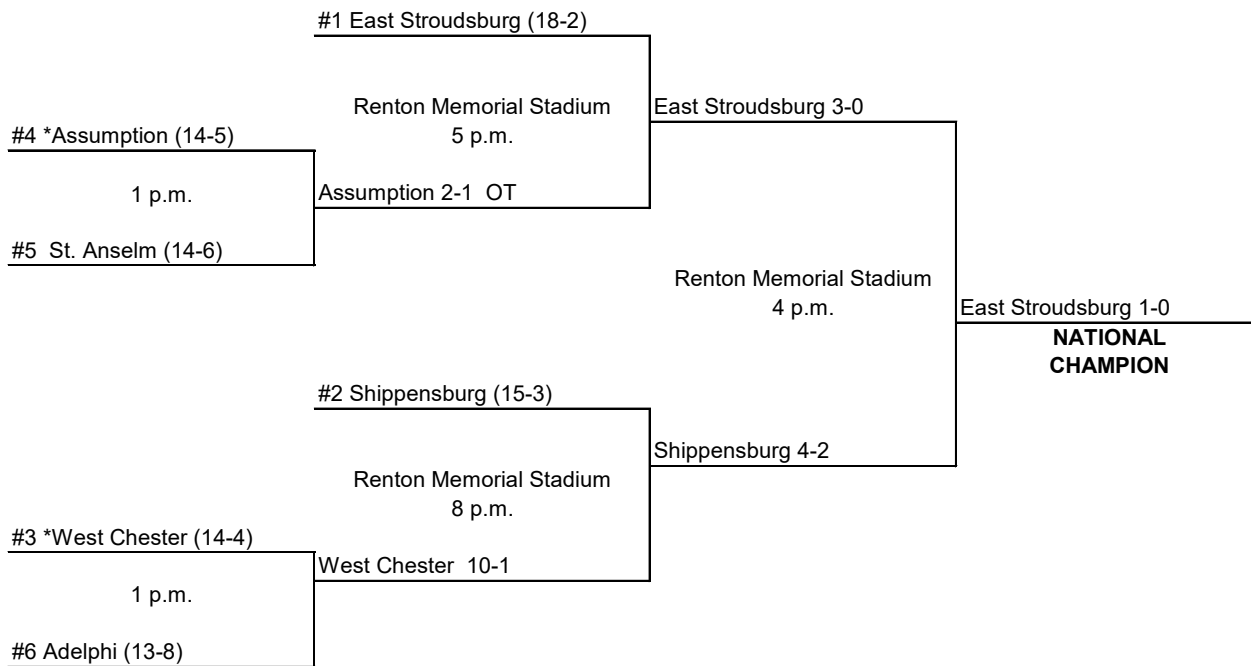 #1 East Stroudsburg (18-2)
Renton Memorial Stadium
5 p.m.
East Stroudsburg 3-0
#4 *Assumption (14-5)
1 p.m.
Assumption 2-1 OT
#5 St. Anselm (14-6)
Renton Memorial Stadium
4 p.m.
East Stroudsburg 1-0
NATIONAL
CHAMPION
#2 Shippensburg (15-3)
Shippensburg 4-2
Renton Memorial Stadium
8 p.m.
#3 *West Chester (14-4)
West Chester 10-1
1 p.m.
#6 Adelphi (13-8)